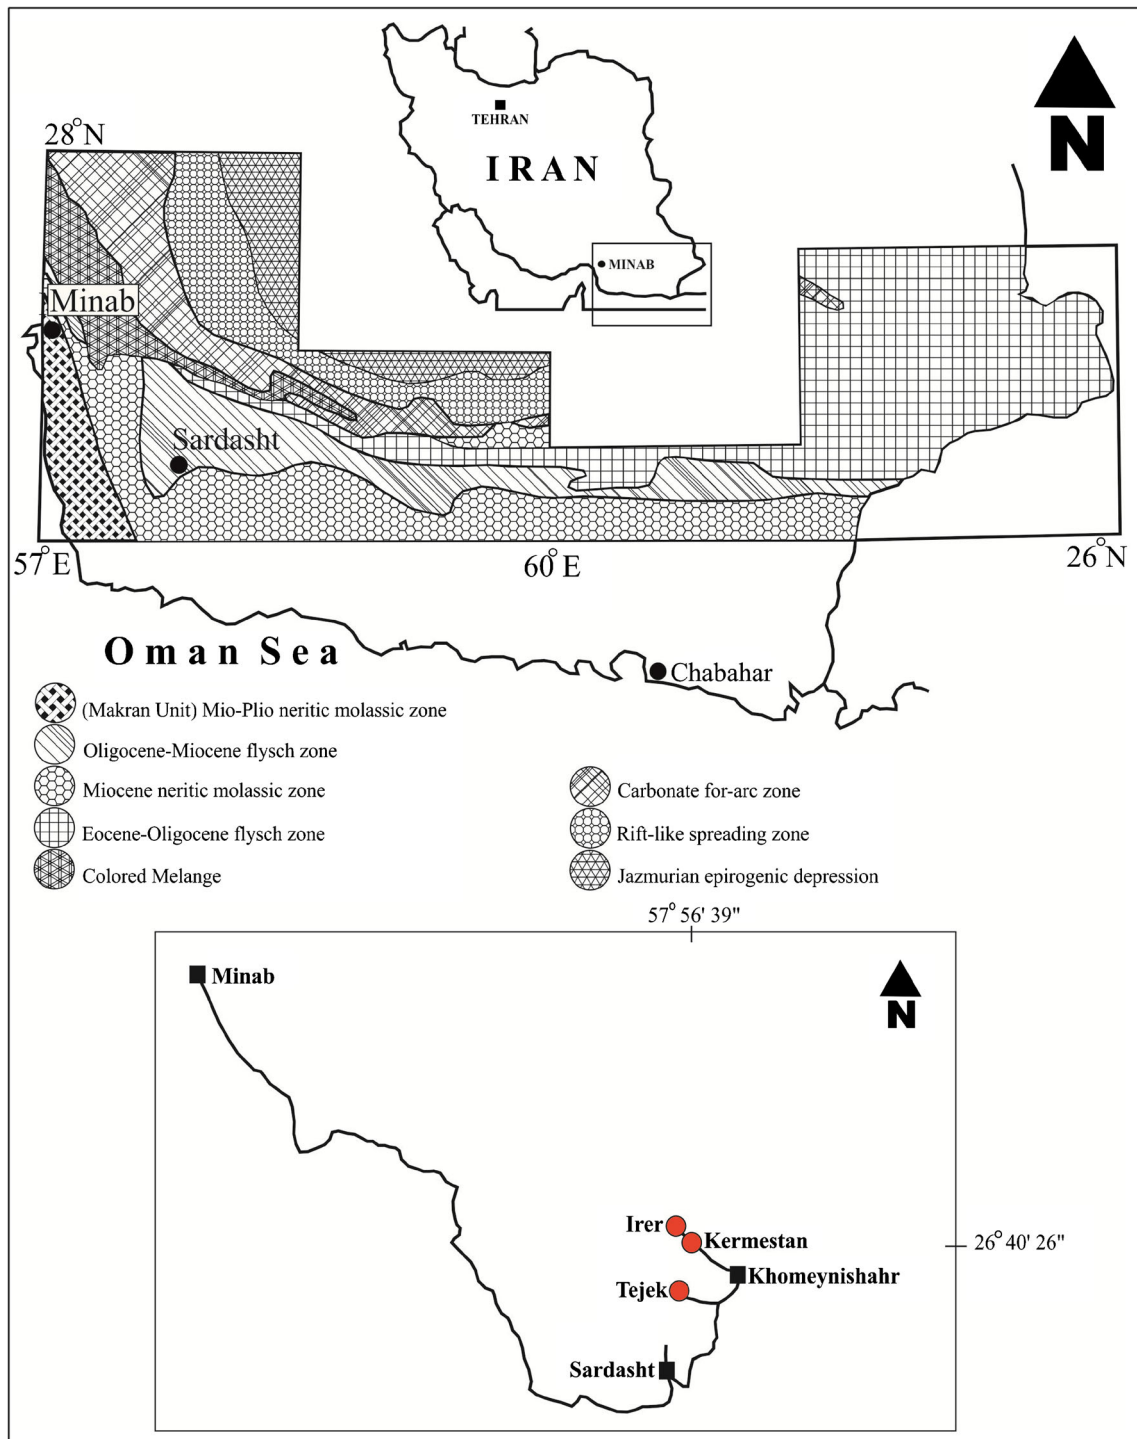 TEHRAN
IRAN
MINAB
N
28°N
Minab
Sardasht
57°E
60°E
26°N
Oman Sea
Chabahar
(Makran Unit) Mio-Plio neritic molassic zone
Oligocene-Miocene flysch zone
Miocene neritic molassic zone
Eocene-Oligocene flysch zone
Colored Melange
Carbonate for-arc zone
Rift-like spreading zone
Jazmurian epirogenic depression
57° 56' 39"
Minab
N
Irer
Kermestan
26° 40' 26"
Khomeynishahr
Tejek
Sardasht